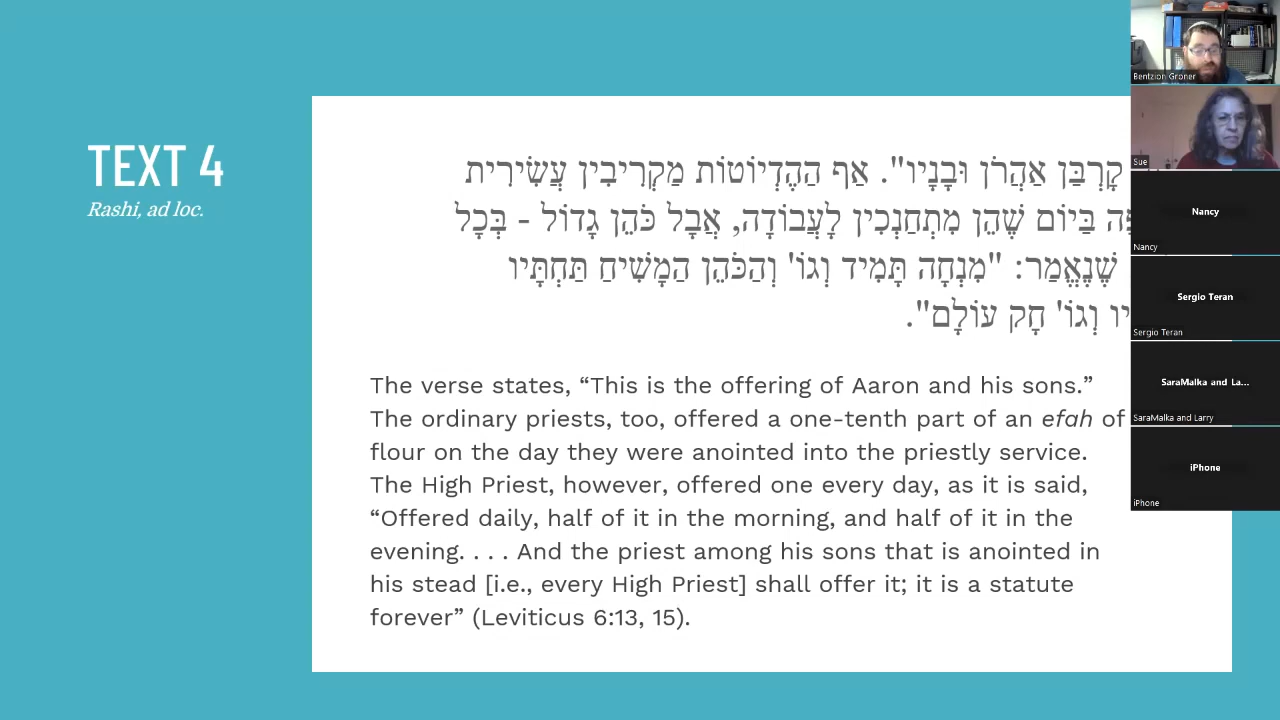 TEXT 4
Rashi, ad loc.
קָרְבַּן אַהֲרֹן וּבָנָיו". אַף הַהֶדְיוֹטוֹת מַקְרִיבִין עֲשִׂירִית
בַּיּוֹם שֶׁהֵן מִתְחַנְּכִין לָעֲבוֹדָה, אֲבָל כֹּהֵן גָּדוֹל - בְּכָל
שֶׁנֶּאֱמַר: "מִנְחָה תָּמִיד וְגוֹ' וְהַכֹּהֵן הַמָּשִׁיחַ תַּחְתָּיו
וְגוֹ' חָק עוֹלָם".
The verse states, “This is the offering of Aaron and his sons.”
The ordinary priests, too, offered a one-tenth part of an efah of
flour on the day they were anointed into the priestly service.
The High Priest, however, offered one every day, as it is said,
“Offered daily, half of it in the morning, and half of it in the
evening. . . . And the priest among his sons that is anointed in
his stead [i.e., every High Priest] shall offer it; it is a statute
forever” (Leviticus 6:13, 15).
Bentzion Groner
Sue
Nancy
Nancy
Sergio Teran
Sergio Teran
SaraMalka and La...
SaraMalka and Larry
iPhone
iPhone